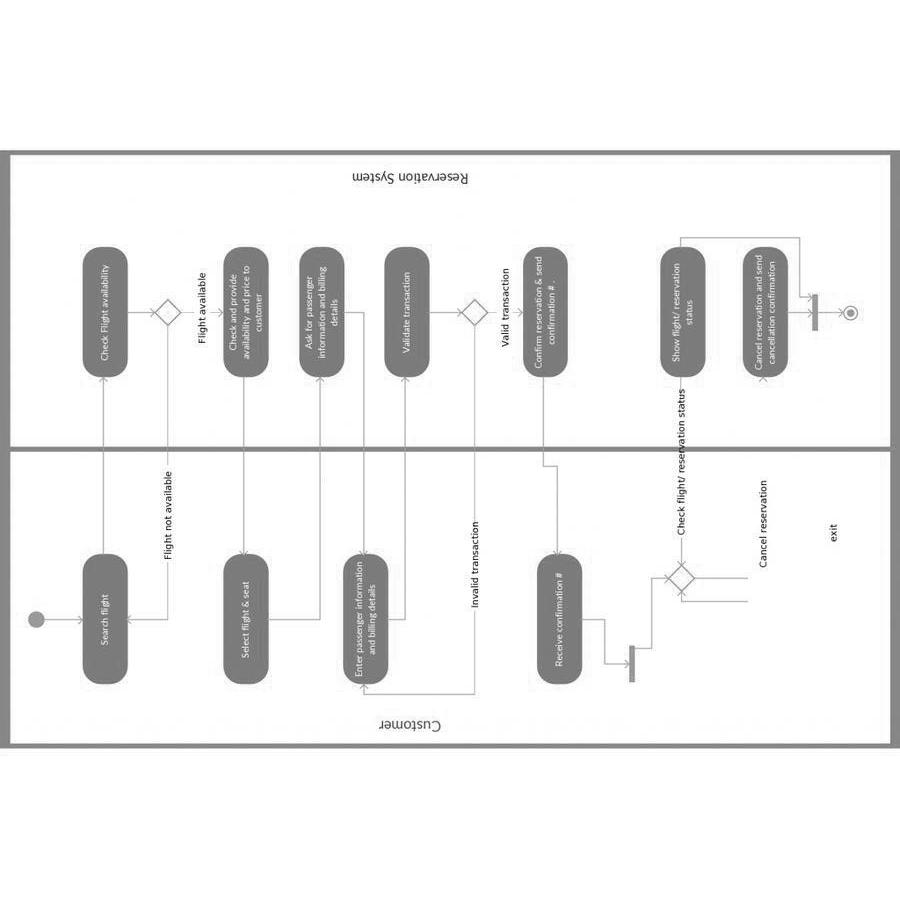 Customer
Reservation System
Search flight
Check Flight availability
Flight not available
Flight available
Check and provide
availability and price to
customer
Select flight & seat
Ask for passenger
information and billing
details
Enter passenger information
and billing details
Validate transaction
Invalid transaction
Valid transaction
Confirm reservation & send
confirmation # .
Receive confirmation #
Check flight/ reservation status
Show flight/ reservation
status
Cancel reservation
Cancel reservation and send
cancellation confirmation
exit